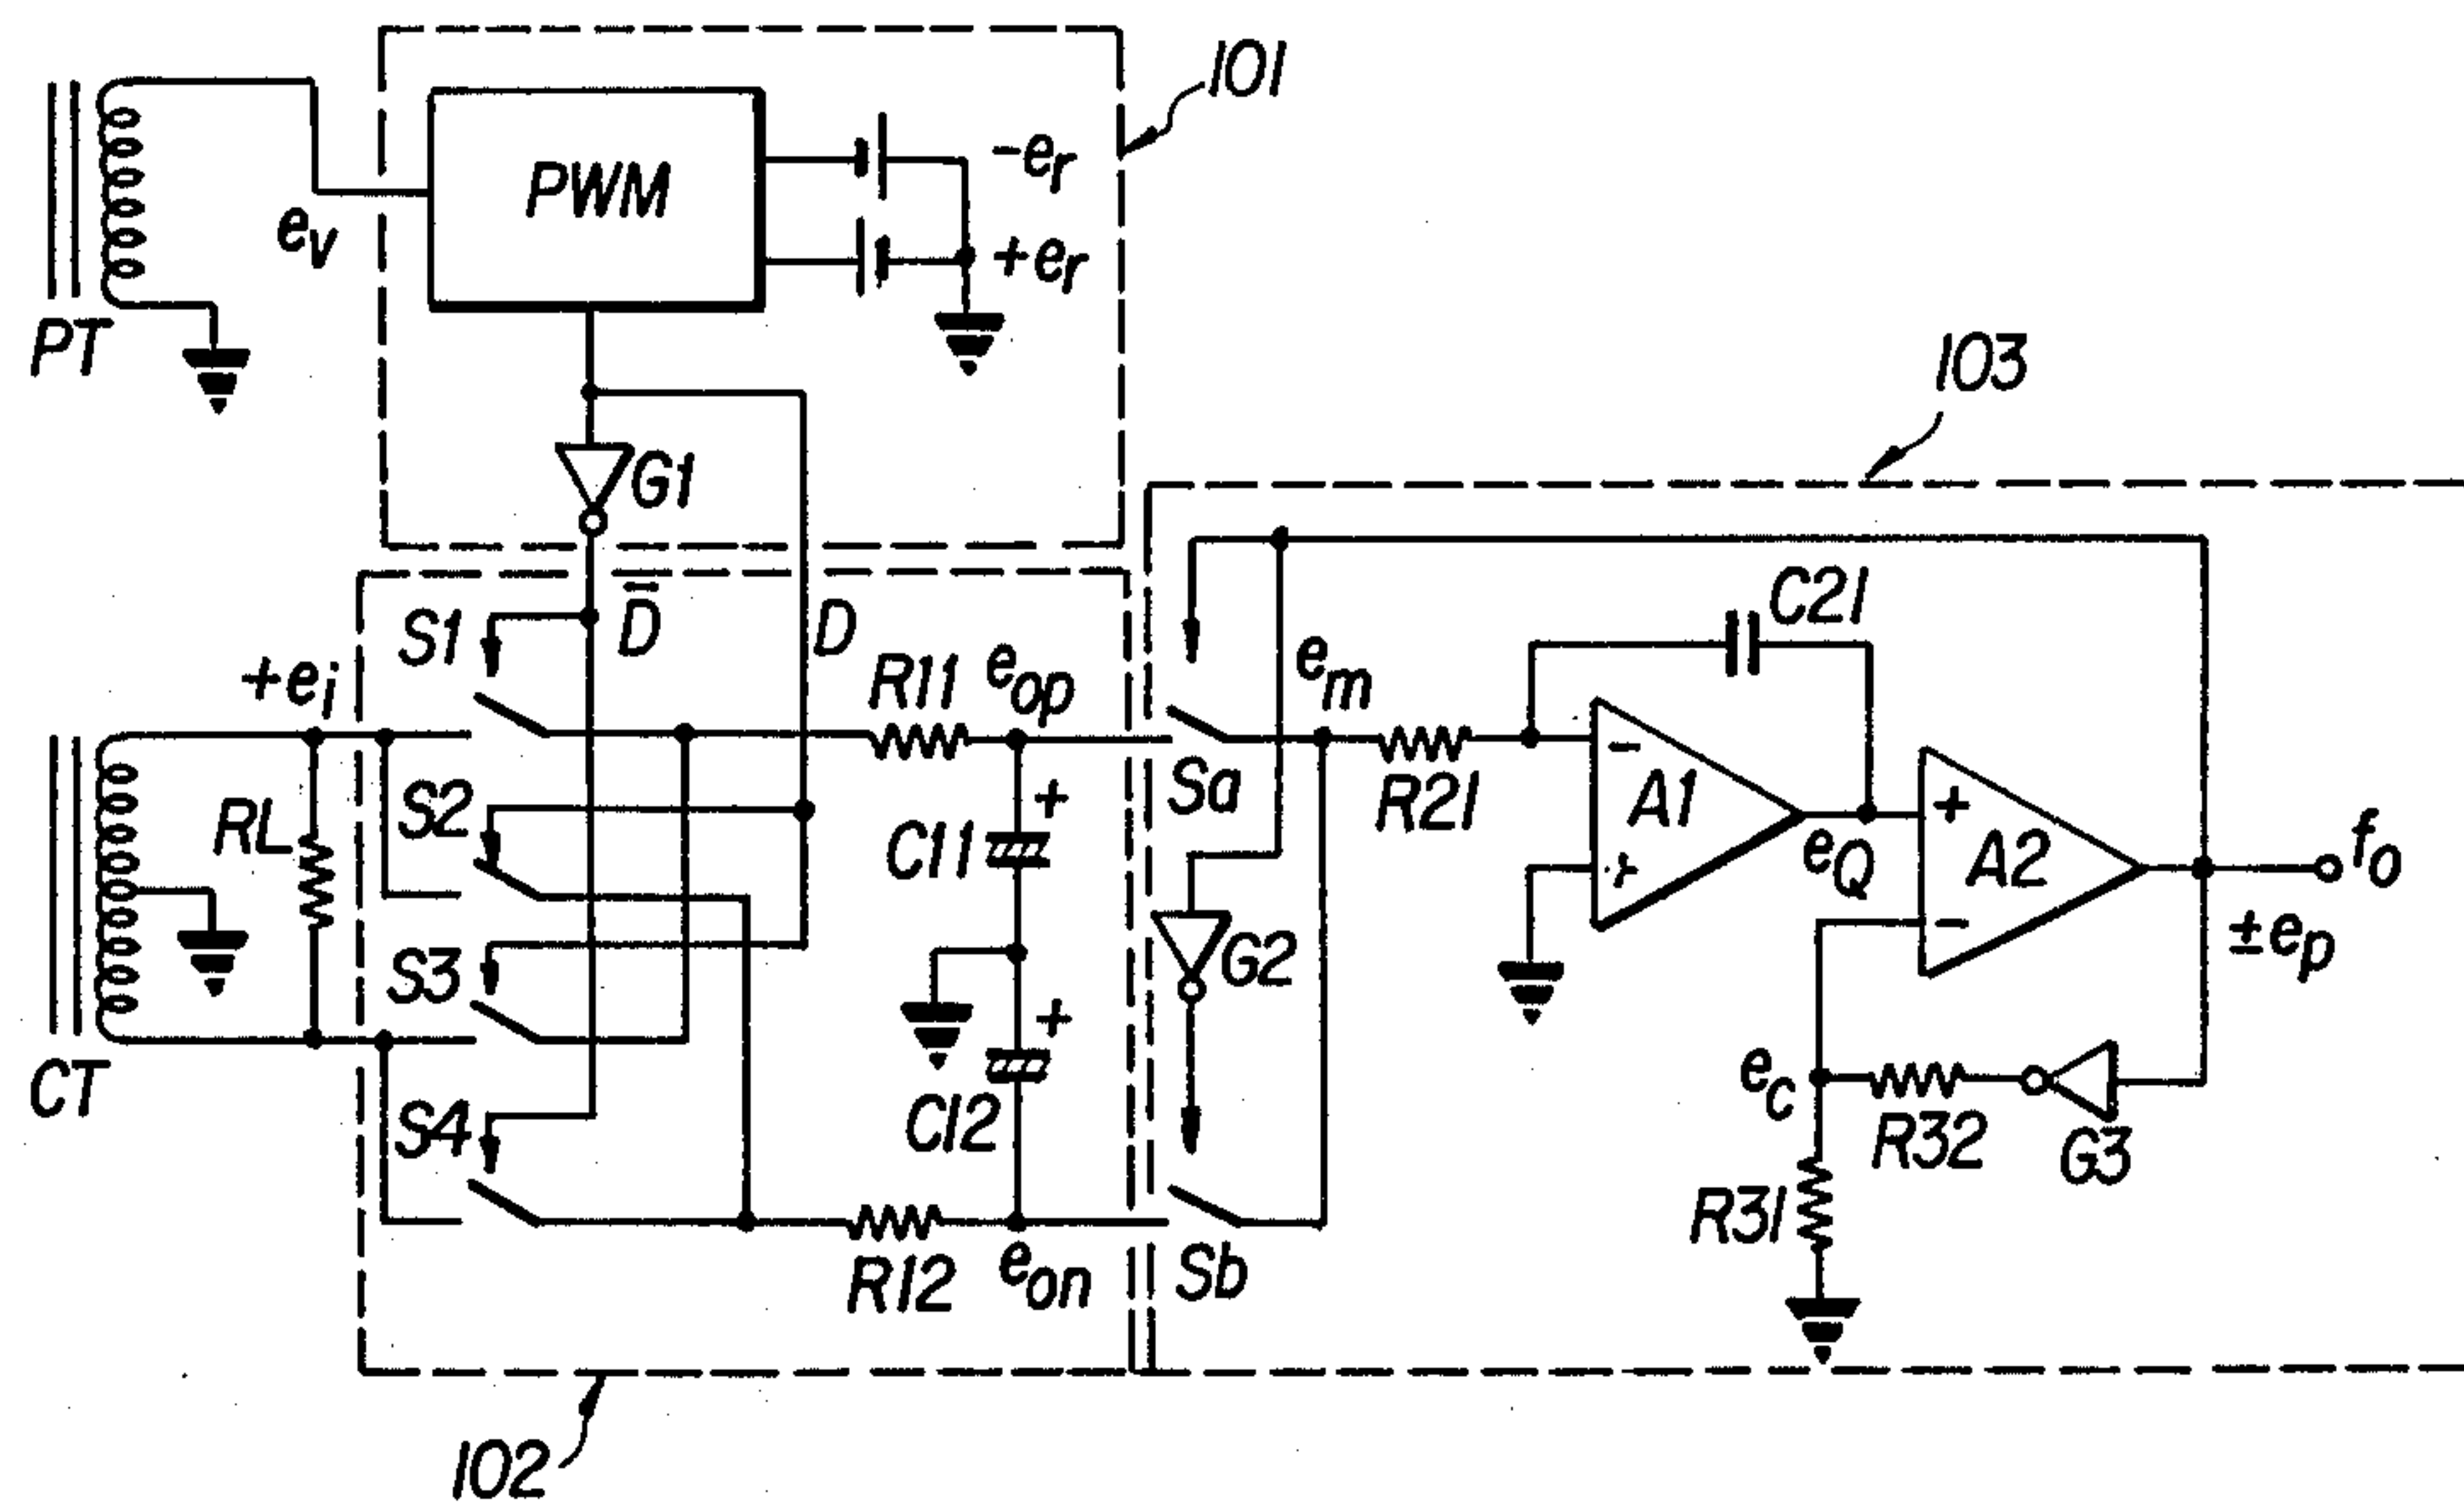 101
PWM
-er
ev
+er
PT
G1
103
S1
D̄
D
C21
+ei
R11
eop
em
S2
Sa
R21
A1
RL
C11
+
-
+
+
eQ
A2
fo
-
±ep
S3
G2
+
CT
C12
ec
S4
R32
G3
R31
R12
eon
Sb
102